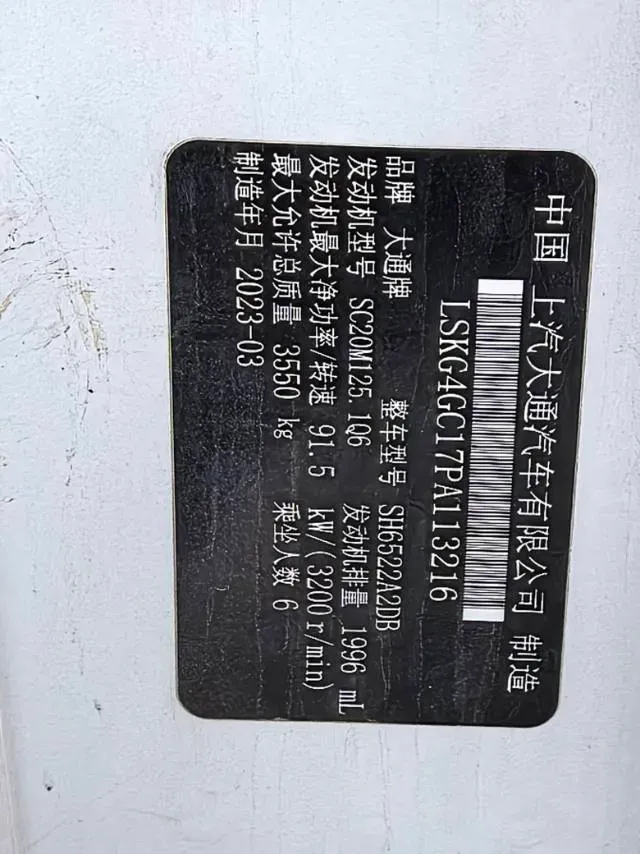 中国 上汽大通汽车有限公司 制造
LSKG4GC17PA113216
品牌 大通牌 整车型号 SH6522A2DB
发动机型号 SC20M125.1Q6 发动机排量 1996 mL
发动机最大净功率/转速 91.5 kW/(3200r/min)
最大允许总质量 3550 kg 乘坐人数 6
制造年月 2023-03